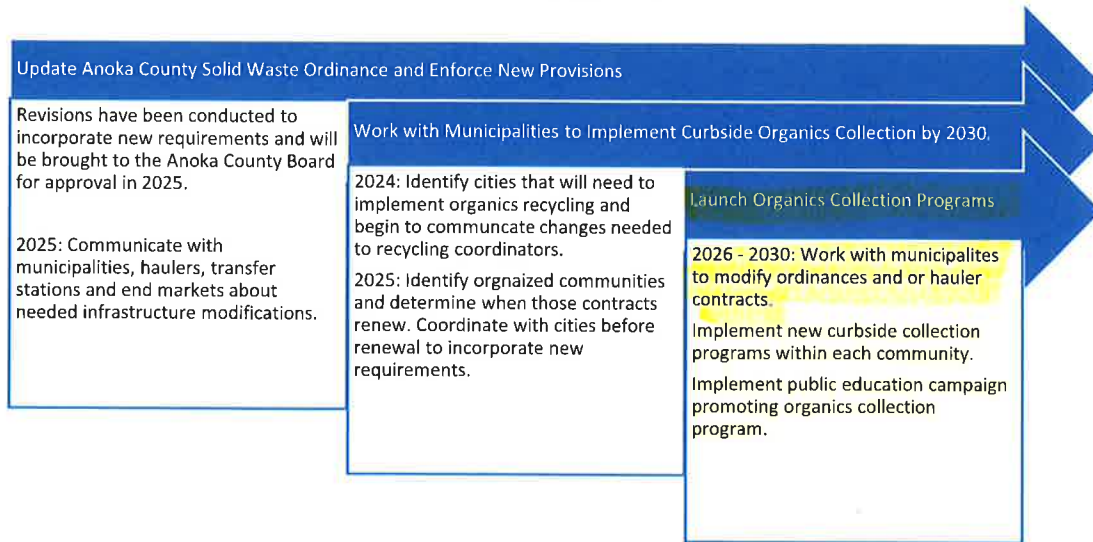 Update Anoka County Solid Waste Ordinance and Enforce New Provisions
Revisions have been conducted to
incorporate new requirements and will
be brought to the Anoka County Board
for approval in 2025.
2025: Communicate with
municipalities, haulers, transfer
stations and end markets about
needed infrastructure modifications.
Work with Municipalities to Implement Curbside Organics Collection by 2030.
2024: Identify cities that will need to
implement organics recycling and
begin to communcate changes needed
to recycling coordinators.
2025: Identify orgnaized communities
and determine when those contracts
renew. Coordinate with cities before
renewal to incorporate new
requirements.
Launch Organics Collection Programs
2026 - 2030: Work with municipalites
to modify ordinances and or hauler
contracts.
Implement new curbside collection
programs within each community.
Implement public education campaign
promoting organics collection
program.